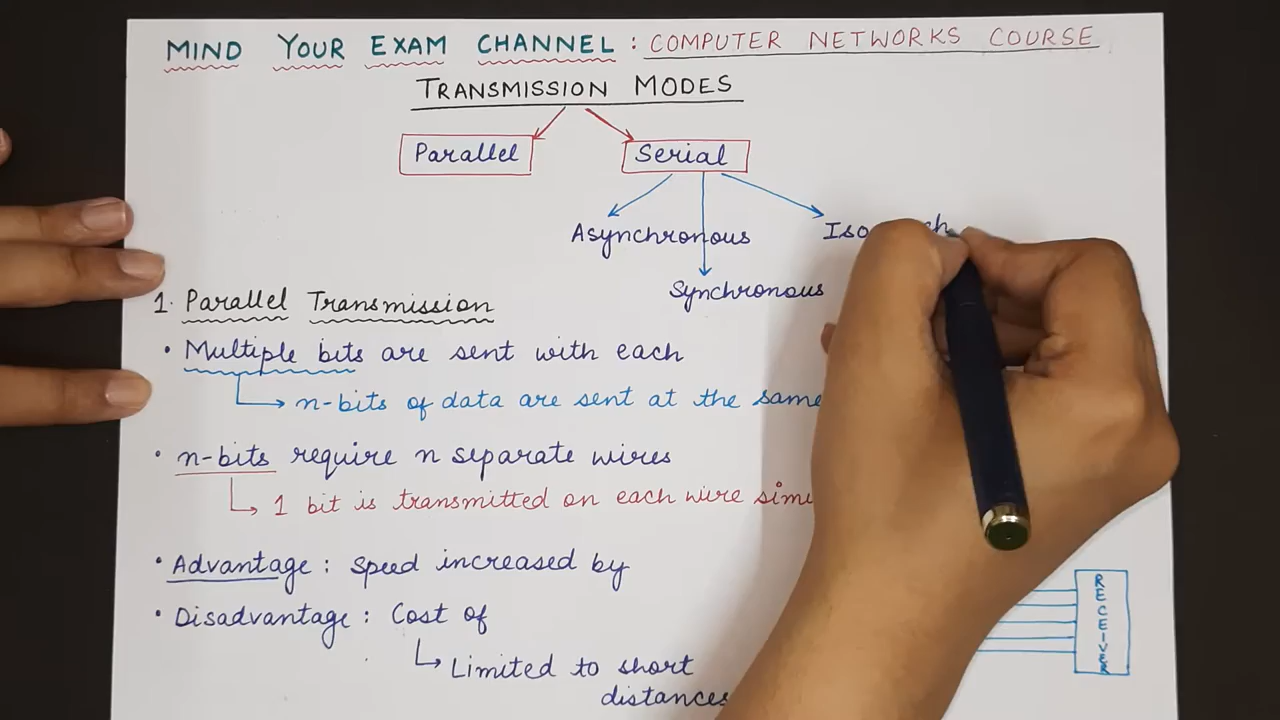 MIND YOUR EXAM CHANNEL : COMPUTER NETWORKS COURSE
TRANSMISSION MODES
Parallel
Serial
Asynchronous
Synchronous
1. Parallel Transmission
• Multiple bits are sent with each
n-bits of data are sent at the same
• n-bits require n separate wires
1 bit is transmitted on each wire
• Advantage : Speed increased by
• Disadvantage : Cost of
Limited to short
distances
RECEIVER